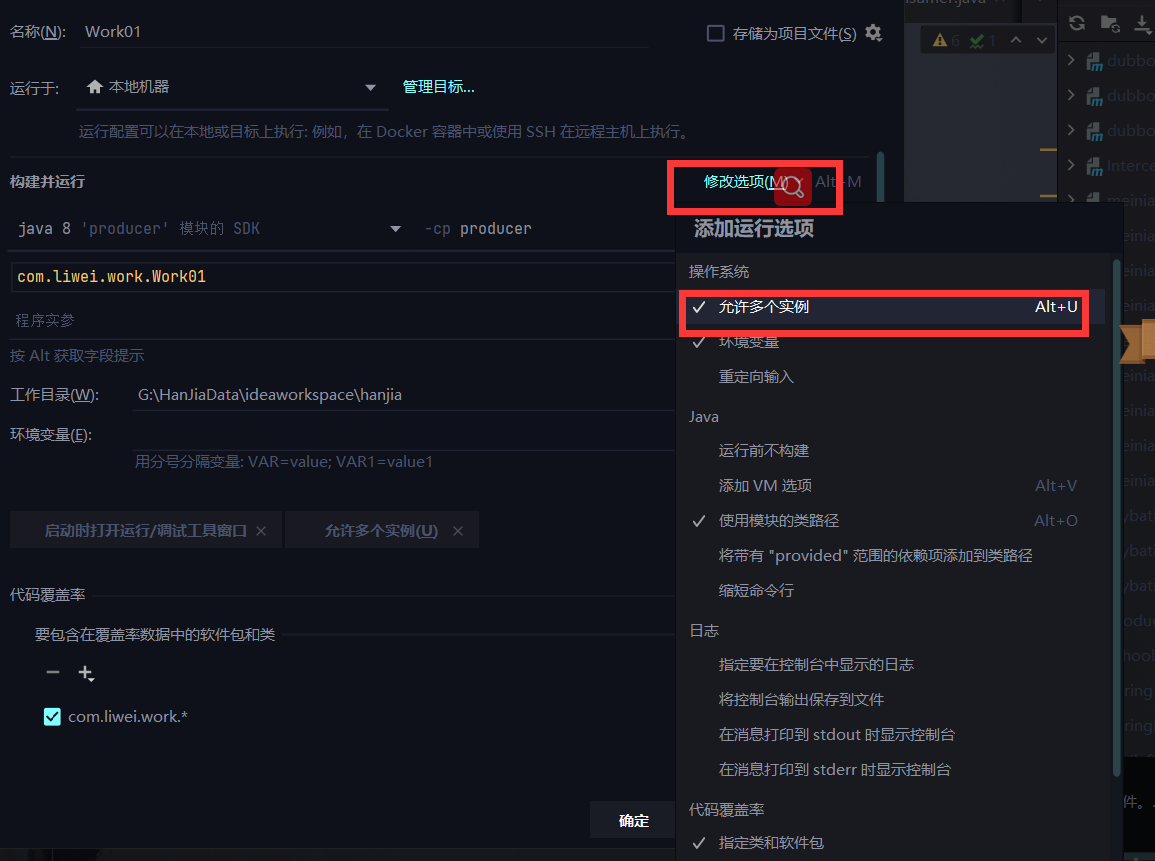 名称(N): Work01
存储为项目文件(S)
6 1
运行于: 本地机器 管理目标...
运行配置可以在本地或目标上执行: 例如，在 Docker 容器中或使用 SSH 在远程主机上执行。
构建并运行
修改选项(M) Alt+M
java 8 'producer' 模块的 SDK
-cp producer
com.liwei.work.Work01
程序实参
按 Alt 获取字段提示
工作目录(W): G:\HanJiaData\ideaworkspace\hanjia
环境变量(E):
用分号分隔变量: VAR=value; VAR1=value1
启动时打开运行/调试工具窗口 ×
允许多个实例(U) ×
代码覆盖率
要包含在覆盖率数据中的软件包和类
com.liwei.work.*
确定
添加运行选项
操作系统
允许多个实例 Alt+U
环境变量
重定向输入
Java
运行前不构建
添加 VM 选项 Alt+V
使用模块的类路径 Alt+O
将带有 "provided" 范围的依赖项添加到类路径
缩短命令行
日志
指定要在控制台中显示的日志
将控制台输出保存到文件
在消息打印到 stdout 时显示控制台
在消息打印到 stderr 时显示控制台
代码覆盖率
指定类和软件包
dubbo
dubbo
dubbo
Interce
meinia
件。